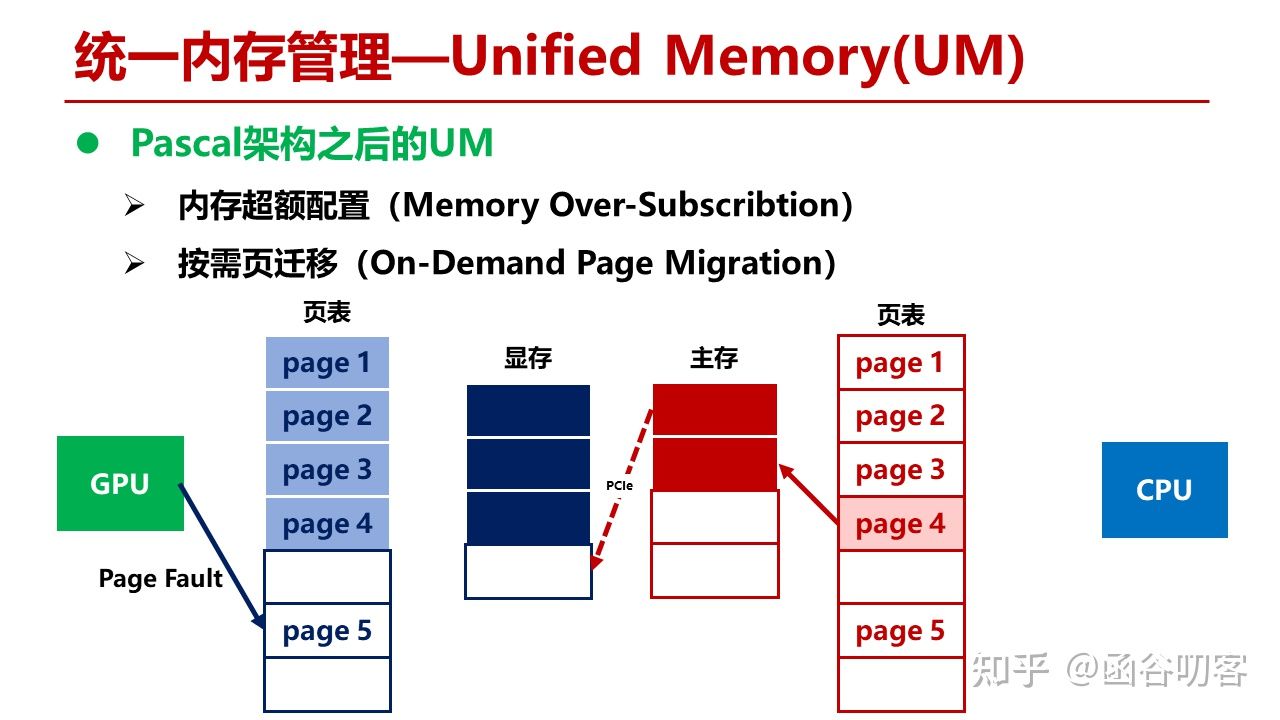 统一内存管理—Unified Memory(UM)
● Pascal架构之后的UM
➢ 内存超额配置（Memory Over-Subscribtion）
➢ 按需页迁移（On-Demand Page Migration）
页表
page 1
page 2
page 3
page 4
page 5
显存
主存
PCIe
页表
page 1
page 2
page 3
page 4
page 5
GPU
Page Fault
CPU
知乎 @函谷叨客